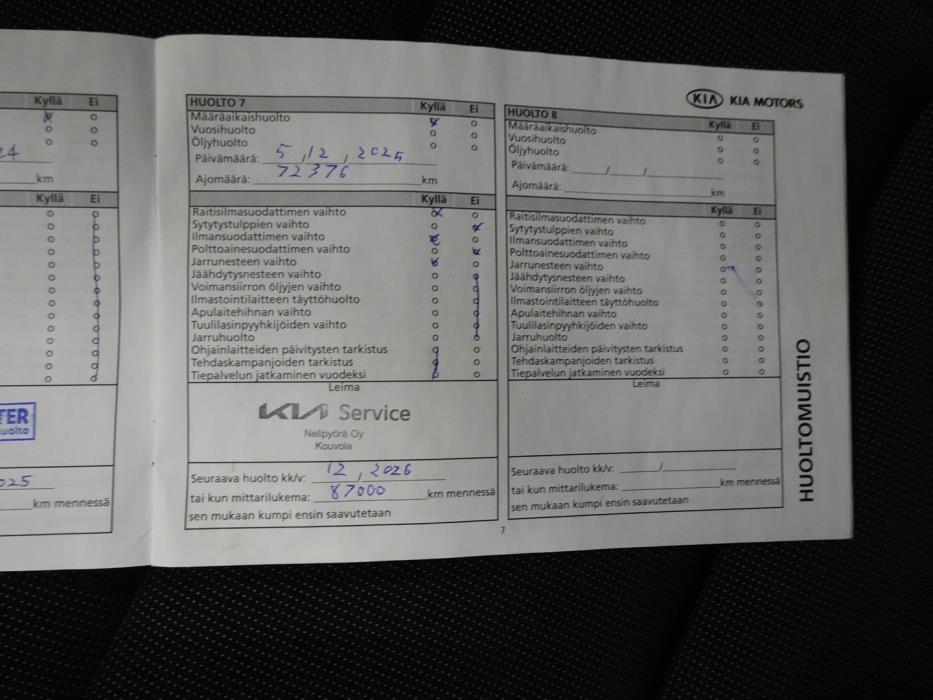 Kyllä Ei
24
km
Kyllä Ei
TER
uolto
025
km mennessä
HUOLTO 7 Kyllä Ei
Määräaikaishuolto
Vuosihuolto
Öljyhuolto
Päivämäärä: 5,12,2025
Ajomäärä: 72376 km
Kyllä Ei
Raitisilmasuodattimen vaihto
Sytytystulppien vaihto
Ilmansuodattimen vaihto
Polttoainesuodattimen vaihto
Jarrunesteen vaihto
Jäähdytysnesteen vaihto
Voimansiirron öljyjen vaihto
Ilmastointilaitteen täyttöhuolto
Apulaitehihnan vaihto
Tuulilasinpyyhkijöiden vaihto
Jarruhuolto
Ohjainlaitteiden päivitysten tarkistus
Tehdaskampanjoiden tarkistus
Tiepalvelun jatkaminen vuodeksi
Leima
KIA Service
Nelipyörä Oy
Kouvola
Seuraava huolto kk/v: 12,2026
tai kun mittarilukema: 87000 km mennessä
sen mukaan kumpi ensin saavutetaan
7
KIA KIA MOTORS
HUOLTO 8 Kyllä Ei
Määräaikaishuolto
Vuosihuolto
Öljyhuolto
Päivämäärä: / /
Ajomäärä: km
Kyllä Ei
Raitisilmasuodattimen vaihto
Sytytystulppien vaihto
Ilmansuodattimen vaihto
Polttoainesuodattimen vaihto
Jarrunesteen vaihto
Jäähdytysnesteen vaihto
Voimansiirron öljyjen vaihto
Ilmastointilaitteen täyttöhuolto
Apulaitehihnan vaihto
Tuulilasinpyyhkijöiden vaihto
Jarruhuolto
Ohjainlaitteiden päivitysten tarkistus
Tehdaskampanjoiden tarkistus
Tiepalvelun jatkaminen vuodeksi
Leima
Seuraava huolto kk/v: /
tai kun mittarilukema: km mennessä
sen mukaan kumpi ensin saavutetaan
HUOLTOMUISTIO